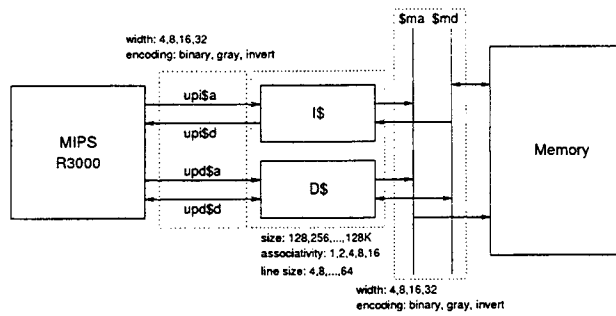 $ma $md
width: 4,8,16,32
encoding: binary, gray, invert
upi$a
I$
upi$d
MIPS
R3000
Memory
upd$a
D$
upd$d
size: 128,256,...,128K
associativity: 1,2,4,8,16
line size: 4,8,...,64
width: 4,8,16,32
encoding: binary, gray, invert